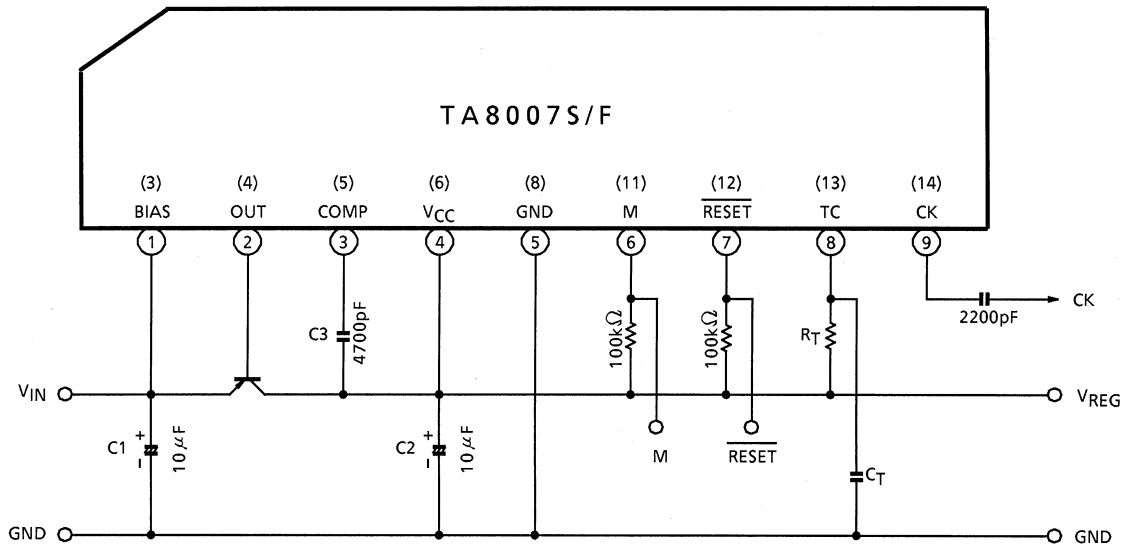 TA8007S/F
(3) (4) (5) (6) (8) (11) (12) (13) (14)
BIAS OUT COMP VCC GND M RESET TC CK
1 2 3 4 5 6 7 8 9
CK
2200pF
C3
4700pF
100kΩ
100kΩ
RT
VIN
VREG
C1
+
-
10μF
C2
+
-
10μF
M
RESET
CT
GND
GND